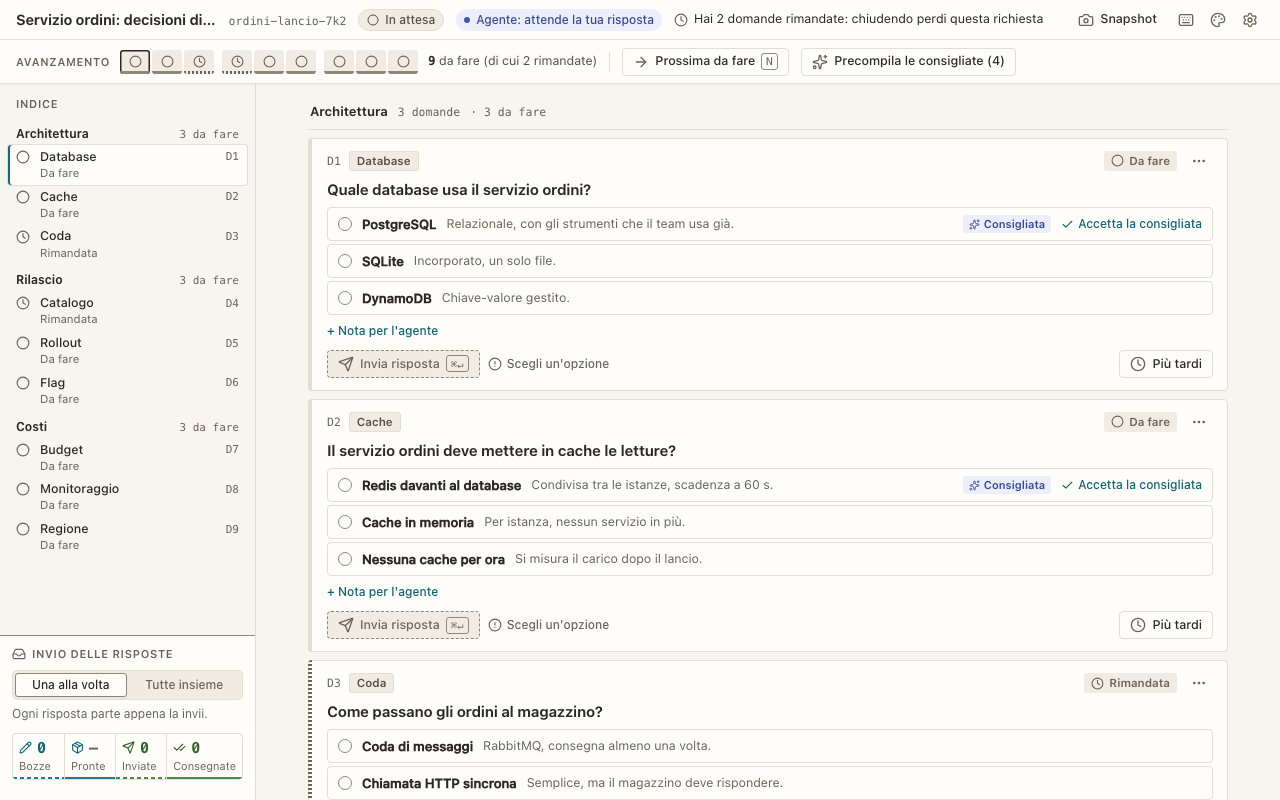 Servizio ordini: decisioni di... ordini-lancio-7k2 In attesa Agente: attende la tua risposta Hai 2 domande rimandate: chiudendo perdi questa richiesta Snapshot
AVANZAMENTO 9 da fare (di cui 2 rimandate) Prossima da fare N Precompila le consigliate (4)
INDICE
Architettura 3 da fare
Database D1
Da fare
Cache D2
Da fare
Coda D3
Rimandata
Rilascio 3 da fare
Catalogo D4
Rimandata
Rollout D5
Da fare
Flag D6
Da fare
Costi 3 da fare
Budget D7
Da fare
Monitoraggio D8
Da fare
Regione D9
Da fare
INVIO DELLE RISPOSTE
Una alla volta Tutte insieme
Ogni risposta parte appena la invii.
0 — 0 0
Bozze Pronte Inviate Consegnate
Architettura 3 domande · 3 da fare
D1 Database Da fare
Quale database usa il servizio ordini?
PostgreSQL Relazionale, con gli strumenti che il team usa già. Consigliata Accetta la consigliata
SQLite Incorporato, un solo file.
DynamoDB Chiave-valore gestito.
+ Nota per l'agente
Invia risposta ⌘↵ Scegli un'opzione Più tardi
D2 Cache Da fare
Il servizio ordini deve mettere in cache le letture?
Redis davanti al database Condivisa tra le istanze, scadenza a 60 s. Consigliata Accetta la consigliata
Cache in memoria Per istanza, nessun servizio in più.
Nessuna cache per ora Si misura il carico dopo il lancio.
+ Nota per l'agente
Invia risposta ⌘↵ Scegli un'opzione Più tardi
D3 Coda Rimandata
Come passano gli ordini al magazzino?
Coda di messaggi RabbitMQ, consegna almeno una volta.
Chiamata HTTP sincrona Semplice, ma il magazzino deve rispondere.